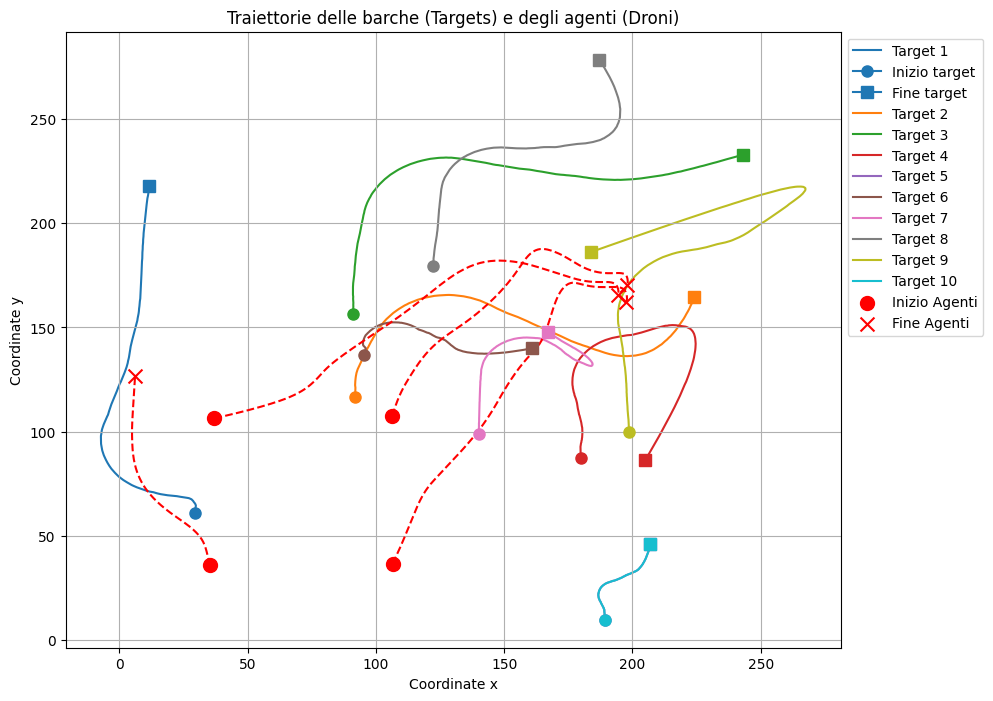 Traiettorie delle barche (Targets) e degli agenti (Droni)
Target 1
Inizio target
Fine target
Target 2
Target 3
Target 4
Target 5
Target 6
Target 7
Target 8
Target 9
Target 10
Inizio Agenti
Fine Agenti
Coordinate y
250
200
150
100
50
0
0 50 100 150 200 250
Coordinate x